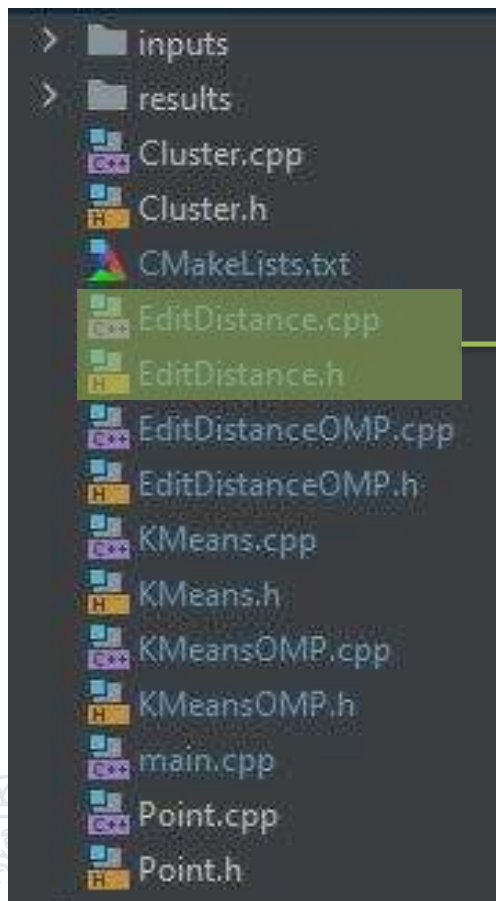 inputs
results
C++ Cluster.cpp
H Cluster.h
CMakeLists.txt
C++ EditDistance.cpp
H EditDistance.h
C++ EditDistanceOMP.cpp
H EditDistanceOMP.h
C++ KMeans.cpp
H KMeans.h
C++ KMeansOMP.cpp
H KMeansOMP.h
C++ main.cpp
C++ Point.cpp
H Point.h